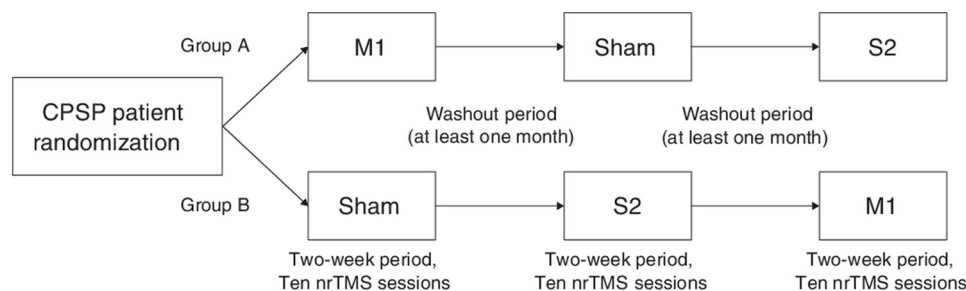 Group A
M1
Sham
S2
CPSP patient
randomization
Washout period
(at least one month)
Washout period
(at least one month)
Group B
Sham
S2
M1
Two-week period,
Ten nrTMS sessions
Two-week period,
Ten nrTMS sessions
Two-week period,
Ten nrTMS sessions